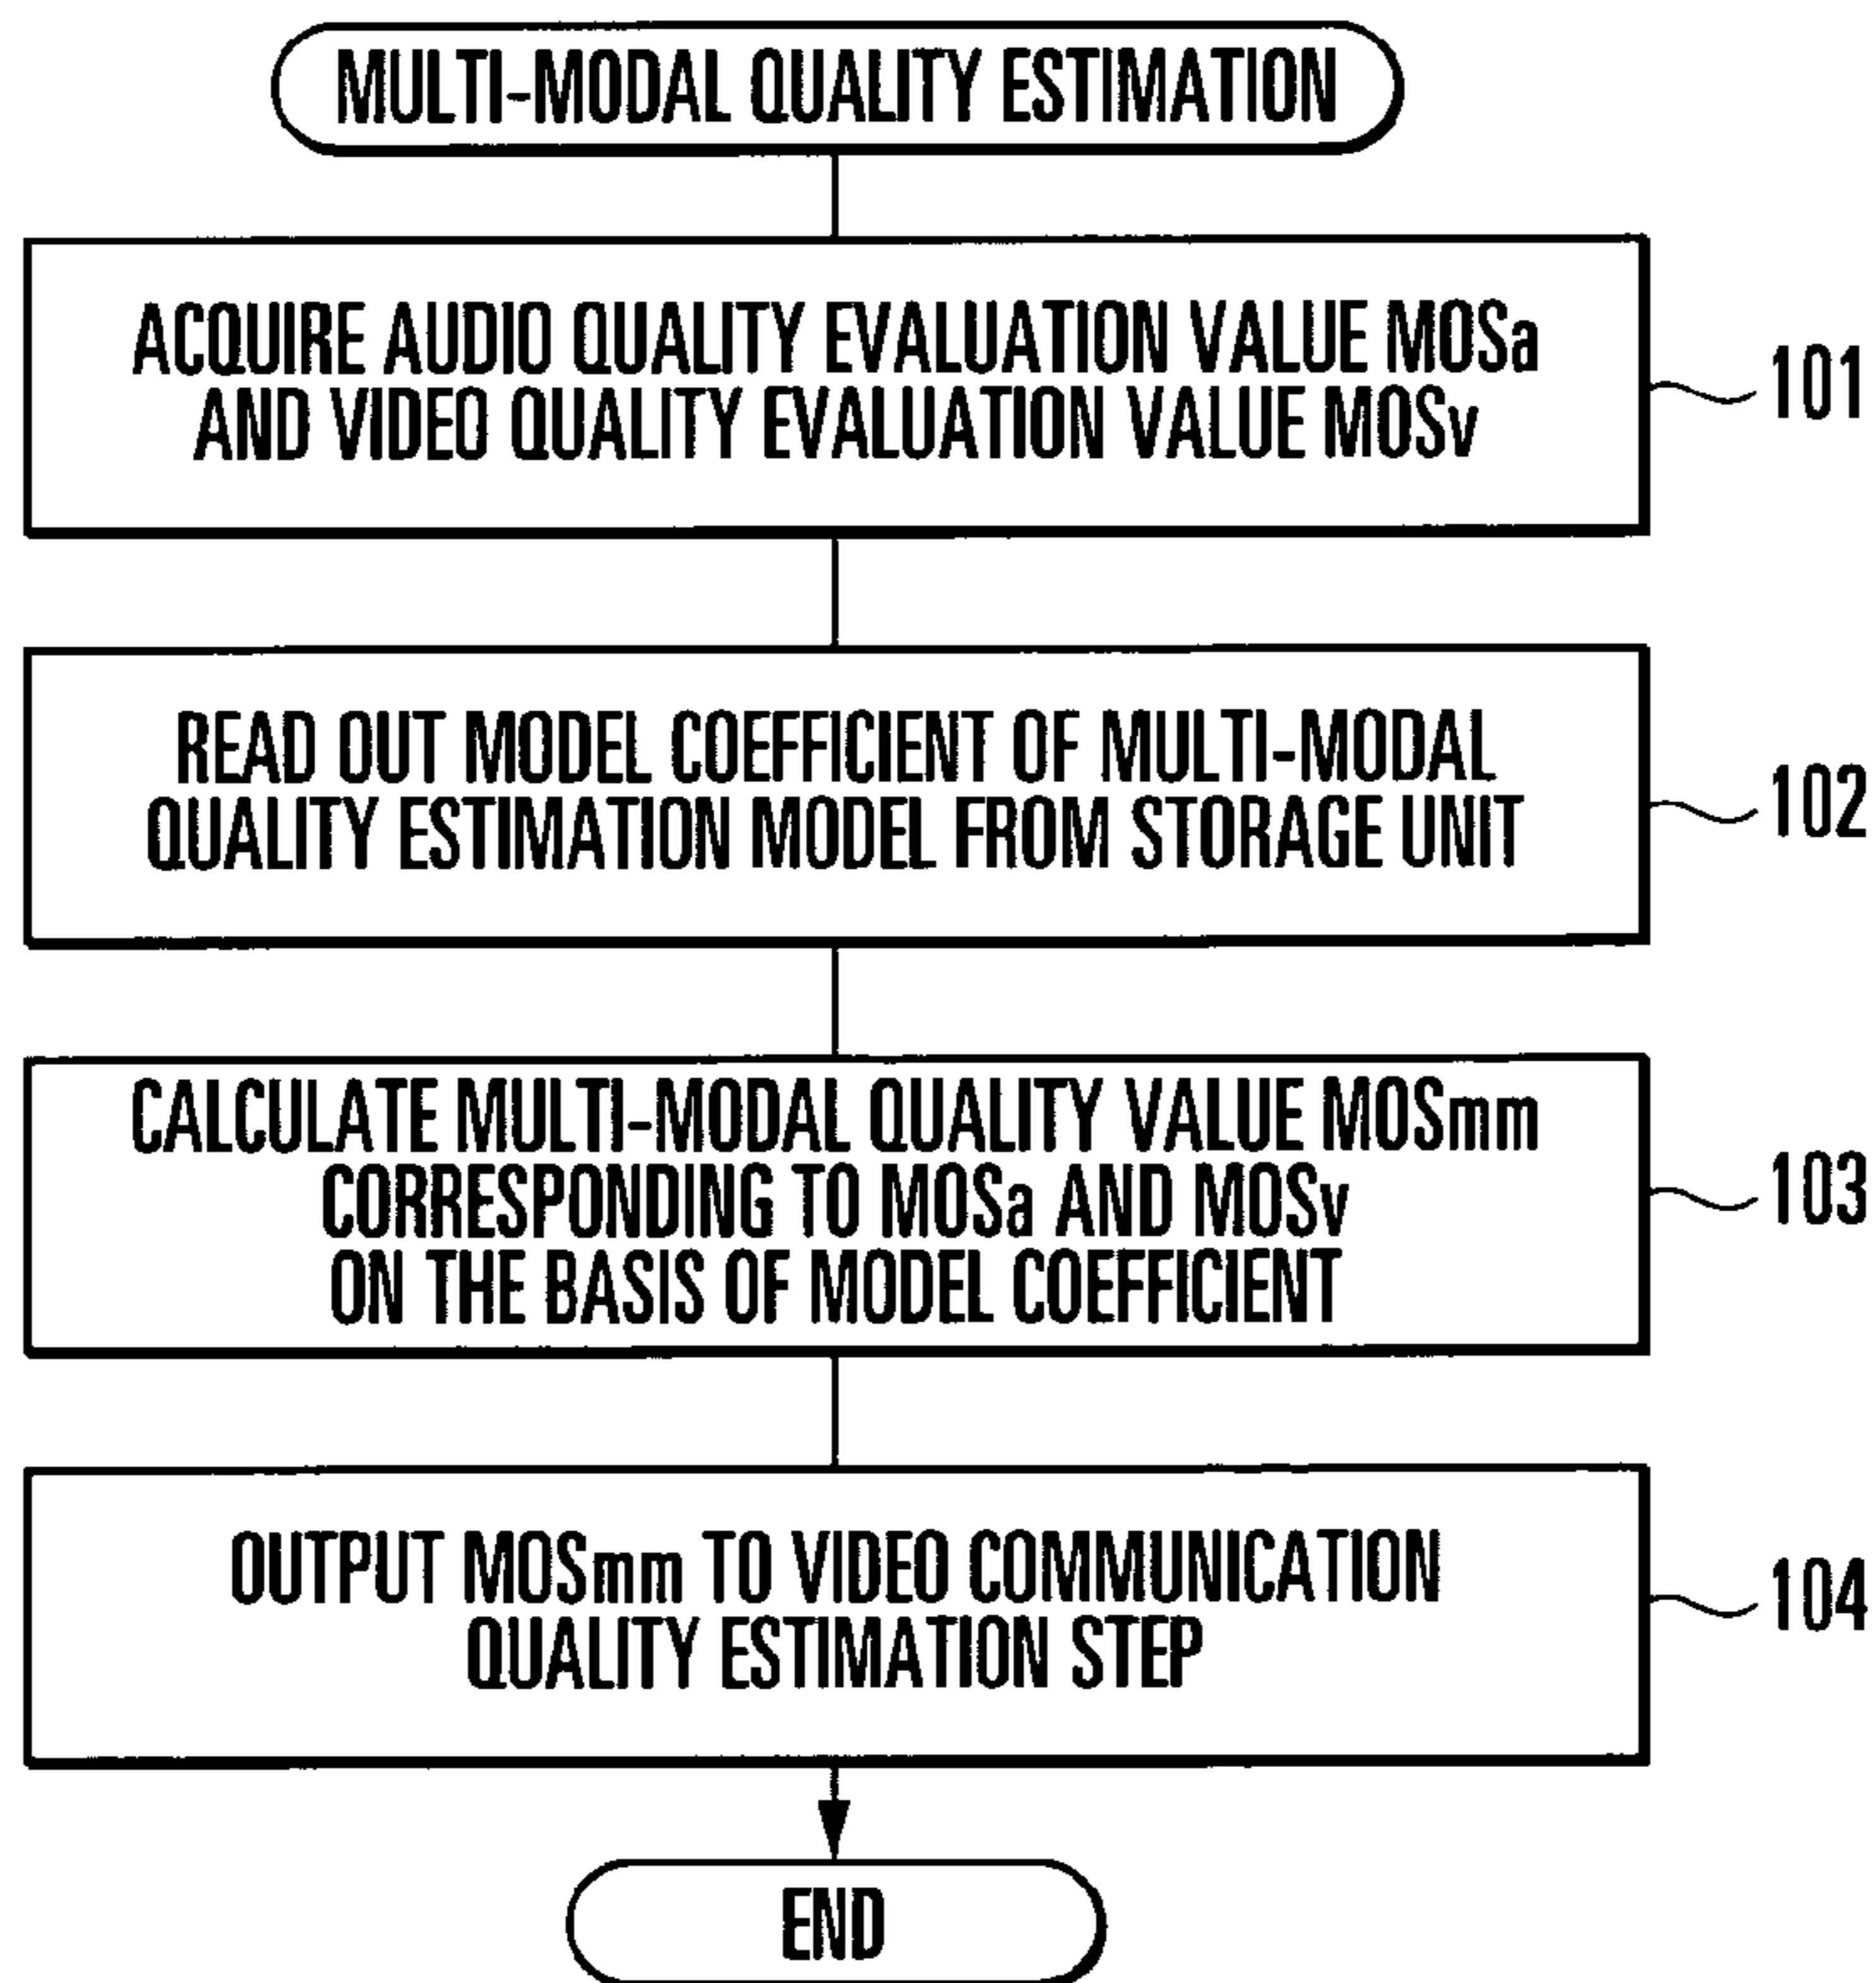 MULTI-MODAL QUALITY ESTIMATION
ACQUIRE AUDIO QUALITY EVALUATION VALUE MOSa
AND VIDEO QUALITY EVALUATION VALUE MOSv
101
READ OUT MODEL COEFFICIENT OF MULTI-MODAL
QUALITY ESTIMATION MODEL FROM STORAGE UNIT
102
CALCULATE MULTI-MODAL QUALITY VALUE MOSmm
CORRESPONDING TO MOSa AND MOSv
ON THE BASIS OF MODEL COEFFICIENT
103
OUTPUT MOSmm TO VIDEO COMMUNICATION
QUALITY ESTIMATION STEP
104
END